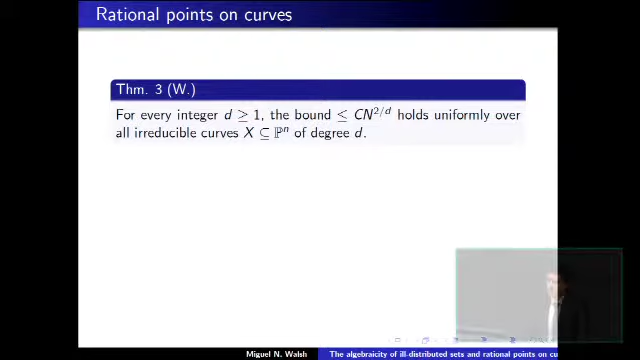 Rational points on curves
Thm. 3 (W.)
For every integer d ≥ 1, the bound ≤ CN^{2/d} holds uniformly over
all irreducible curves X ⊆ ℙ^n of degree d.
Miguel N. Walsh
The algebraicity of ill-distributed sets and rational points on cu